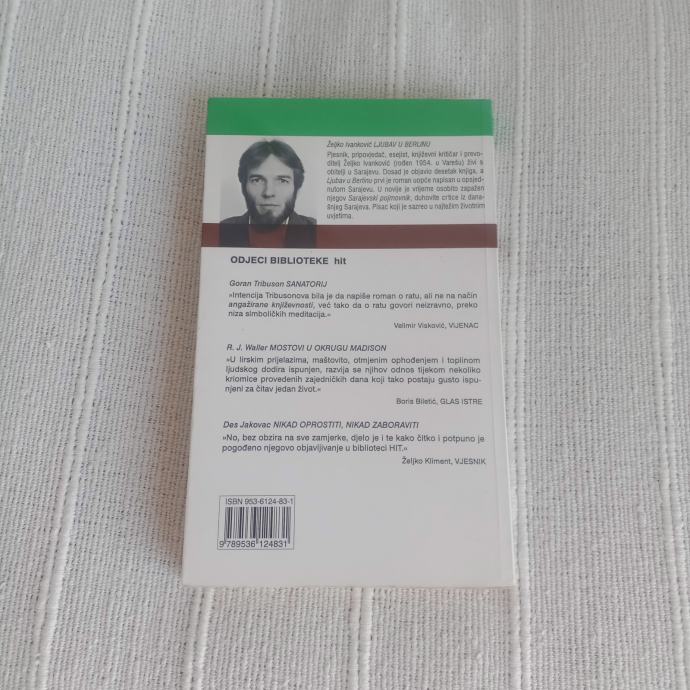 Željko Ivanković LJUBAV U BERLINU
Pjesnik, pripovjedač, esejist, književni kritičar i prevo-
ditelj Željko Ivanković (rođen 1954. u Varešu) živi s
obitelji u Sarajevu. Dosad je objavio desetak knjiga, a
Ljubav u Berlinu prvi je roman uopće napisan u opsjed-
nutom Sarajevu. U novije je vrijeme osobito zapažen
njegov Sarajevski pojmovnik, duhovite crtice iz dana-
šnjeg Sarajeva. Pisac koji je sazreo u najtežim životnim
uvjetima.
ODJECI BIBLIOTEKE hit
Goran Tribuson SANATORIJ
»Intencija Tribusonova bila je da napiše roman o ratu, ali ne na način
angažirane književnosti, već tako da o ratu govori neizravno, preko
niza simboličkih meditacija.«
Velimir Visković, VIJENAC
R. J. Waller MOSTOVI U OKRUGU MADISON
»U lirskim prijelazima, maštovito, otmjenim ophođenjem i toplinom
ljudskog dodira ispunjen, razvija se njihov odnos tijekom nekoliko
kriomice provedenih zajedničkih dana koji tako postaju gusto ispu-
njeni za čitav jedan život.«
Boris Biletić, GLAS ISTRE
Des Jakovac NIKAD OPROSTITI, NIKAD ZABORAVITI
»No, bez obzira na sve zamjerke, djelo je i te kako čitko i potpuno je
pogođeno njegovo objavljivanje u biblioteci HIT.«
Željko Kliment, VJESNIK
ISBN 953-6124-83-1
9 789536 124831